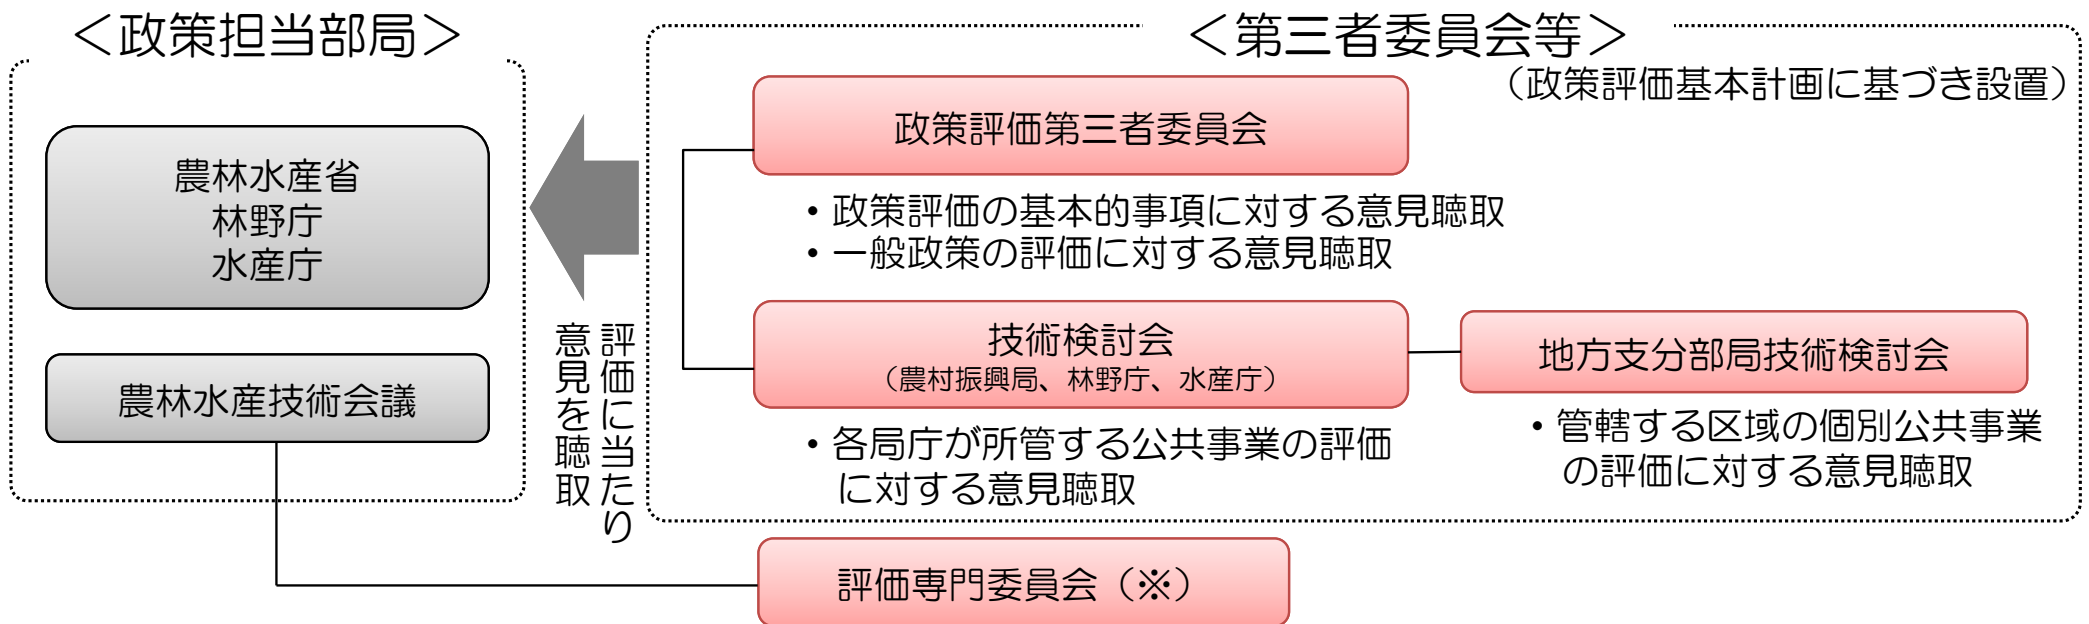 ＜政策担当部局＞
農林水産省
林野庁
水産庁
農林水産技術会議
評価に当たり
意見を聴取
＜第三者委員会等＞
（政策評価基本計画に基づき設置）
政策評価第三者委員会
・政策評価の基本的事項に対する意見聴取
・一般政策の評価に対する意見聴取
技術検討会
（農村振興局、林野庁、水産庁）
・各局庁が所管する公共事業の評価
に対する意見聴取
地方支分部局技術検討会
・管轄する区域の個別公共事業
の評価に対する意見聴取
評価専門委員会（※）